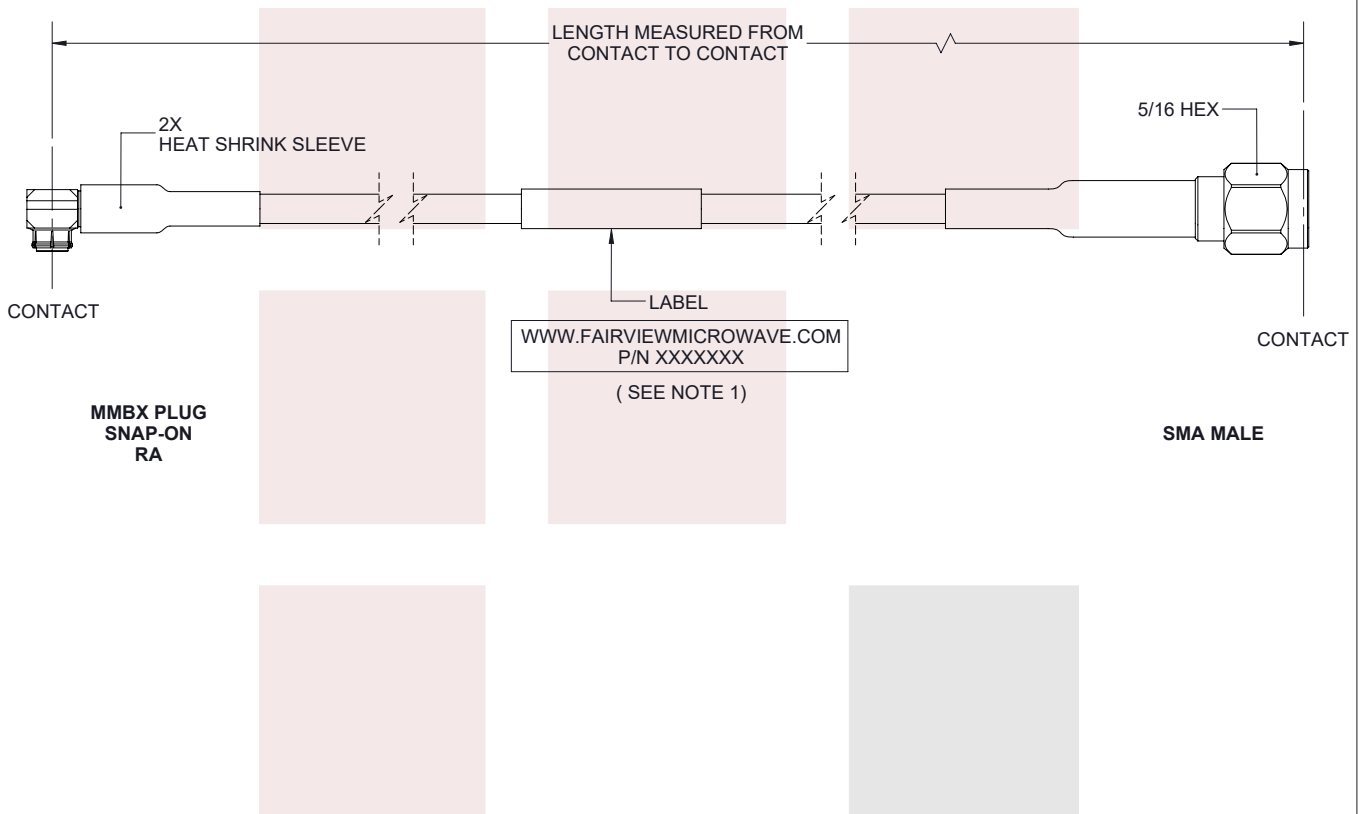 LENGTH MEASURED FROM
CONTACT TO CONTACT
2X
HEAT SHRINK SLEEVE
5/16 HEX
CONTACT
LABEL
WWW.FAIRVIEWMICROWAVE.COM
P/N XXXXXXX
( SEE NOTE 1)
CONTACT
MMBX PLUG
SNAP-ON
RA
SMA MALE